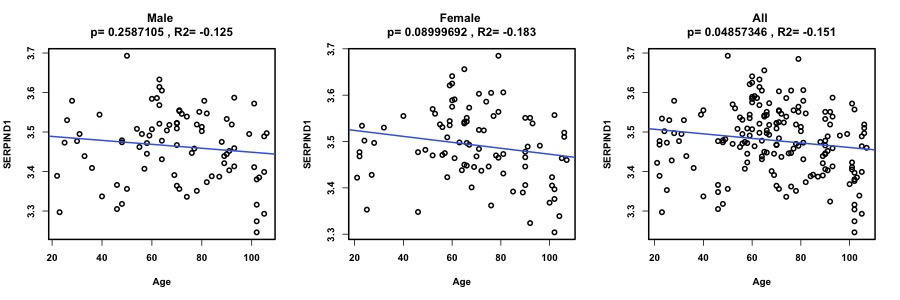 Male
p= 0.2587105 , R2= -0.125
3.7
3.6
3.5
3.4
3.3
SERPIND1
20 40 60 80 100
Age
Female
p= 0.08999692 , R2= -0.183
3.7
3.6
3.5
3.4
3.3
SERPIND1
20 40 60 80 100
Age
All
p= 0.04857346 , R2= -0.151
3.7
3.6
3.5
3.4
3.3
SERPIND1
20 40 60 80 100
Age